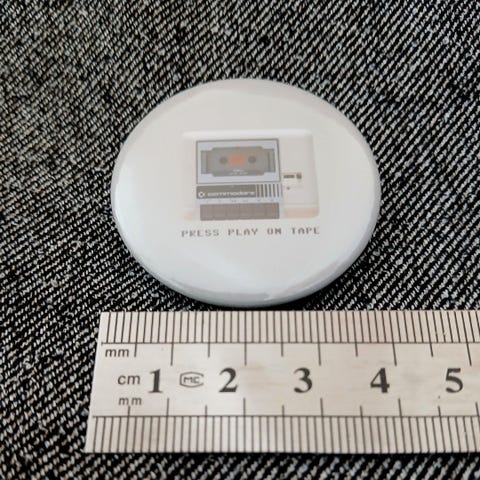 commodore
PRESS PLAY ON TAPE
mm
cm 1 MC 2 3 4 5
mm